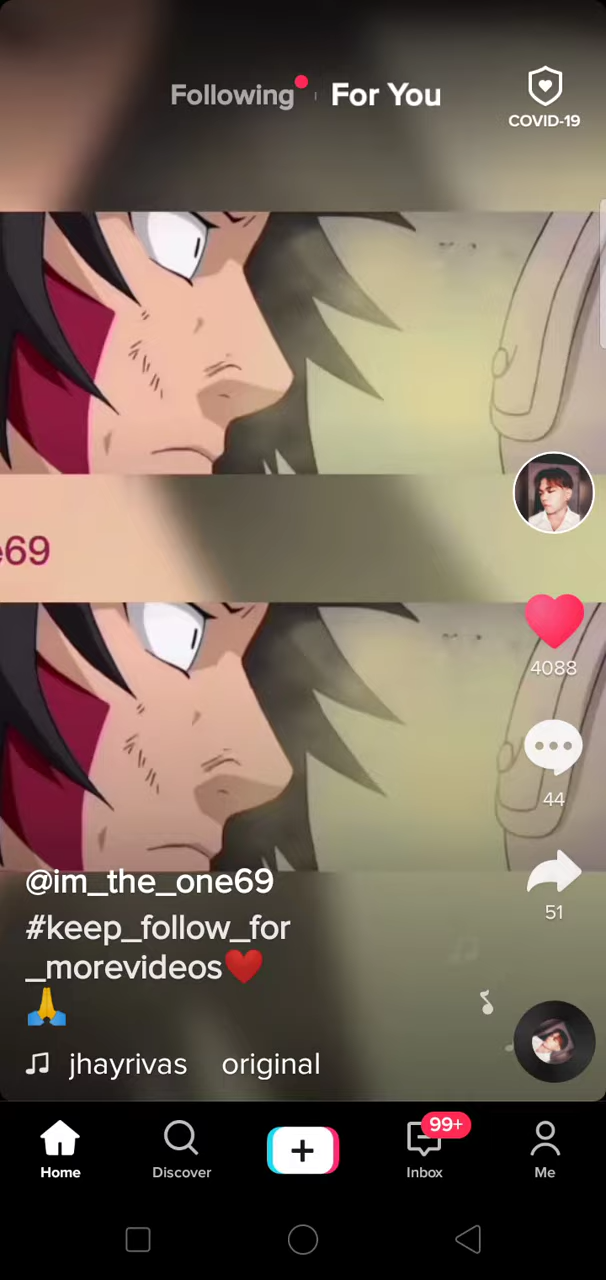 Following For You
COVID-19
e69
4088
44
51
@im_the_one69
#keep_follow_for
_morevideos❤️
🙏
jhayrivas original
99+
Home Discover Inbox Me